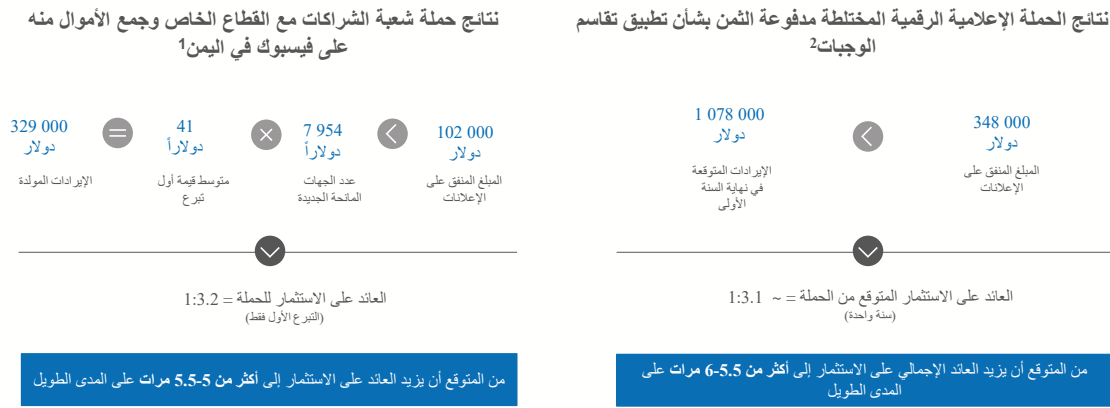 نتائج الحملة الإعلامية الرقمية المختلطة مدفوعة الثمن بشأن تطبيق تقاسم
الوجبات2
348 000
دولار
المبلغ المنفق على
الإعلانات
1 078 000
دولار
الإيرادات المتوقعة
في نهاية السنة
الأولى
العائد على الاستثمار المتوقع من الحملة = ~ 1:3.1
(سنة واحدة)
من المتوقع أن يزيد العائد الإجمالي على الاستثمار إلى أكثر من 5.5-6 مرات على
المدى الطويل
نتائج حملة شعبة الشراكات مع القطاع الخاص وجمع الأموال منه
على فيسبوك في اليمن1
102 000
دولار
المبلغ المنفق على
الإعلانات
7 954
دولاراً
عدد الجهات
المانحة الجديدة
×
41
دولاراً
متوسط قيمة أول
تبرع
=
329 000
دولار
الإيرادات المولدة
العائد على الاستثمار للحملة = 1:3.2
(التبرع الأول فقط)
من المتوقع أن يزيد العائد على الاستثمار إلى أكثر من 5-5.5 مرات على المدى الطويل